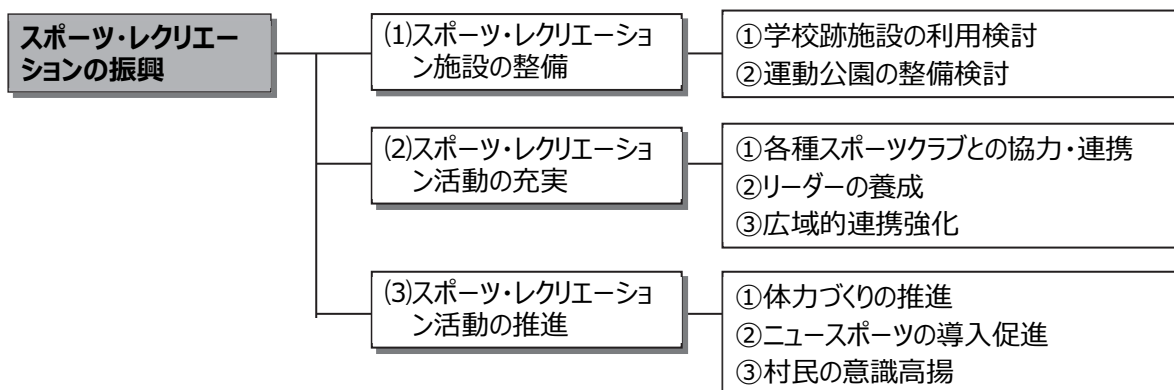 スポーツ・レクリエー
ションの振興
⑴スポーツ・レクリエーショ
ン施設の整備
①学校跡施設の利用検討
②運動公園の整備検討
⑵スポーツ・レクリエーショ
ン活動の充実
①各種スポーツクラブとの協力・連携
②リーダーの養成
③広域的連携強化
⑶スポーツ・レクリエーショ
ン活動の推進
①体力づくりの推進
②ニュースポーツの導入促進
③村民の意識高揚